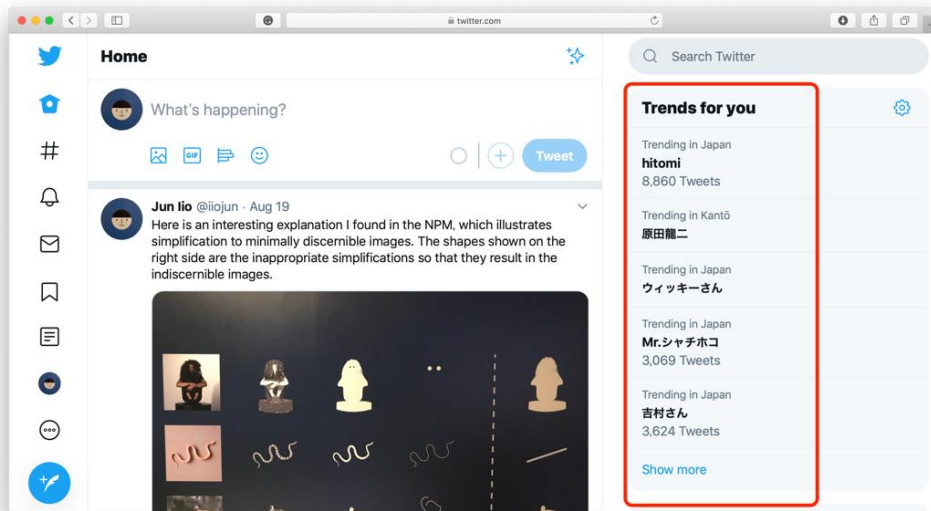 twitter.com
Home
What's happening?
GIF
Tweet
Jun Iio @iiojun · Aug 19
Here is an interesting explanation I found in the NPM, which illustrates
simplification to minimally discernible images. The shapes shown on the
right side are the inappropriate simplifications so that they result in the
indiscernible images.
Search Twitter
Trends for you
Trending in Japan
hitomi
8,860 Tweets
Trending in Kantō
原田龍二
Trending in Japan
ウィッキーさん
Trending in Japan
Mr.シャチホコ
3,069 Tweets
Trending in Japan
吉村さん
3,624 Tweets
Show more